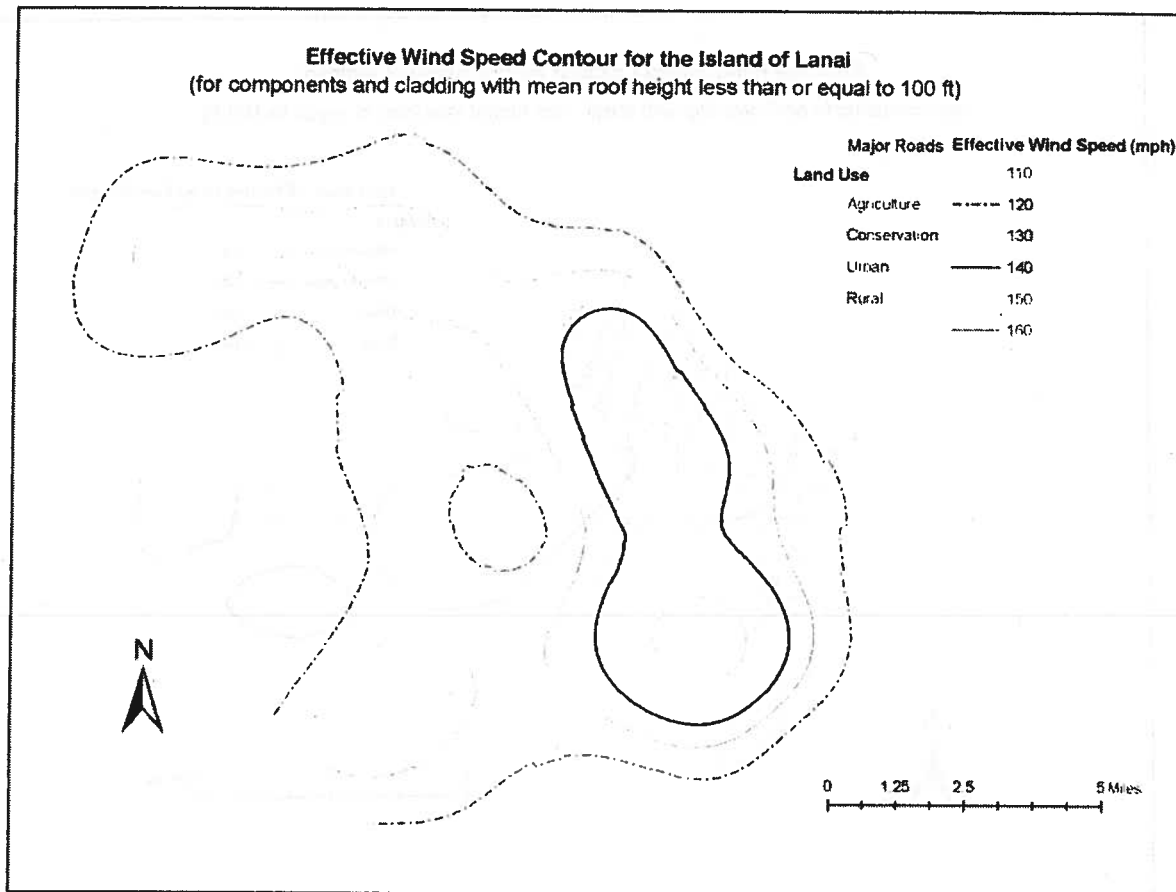 Effective Wind Speed Contour for the Island of Lanai
(for components and cladding with mean roof height less than or equal to 100 ft)
Major Roads Effective Wind Speed (mph)
Land Use 110
Agriculture 120
Conservation 130
Urban 140
Rural 150
160
N
0 1.25 2.5 5 Miles